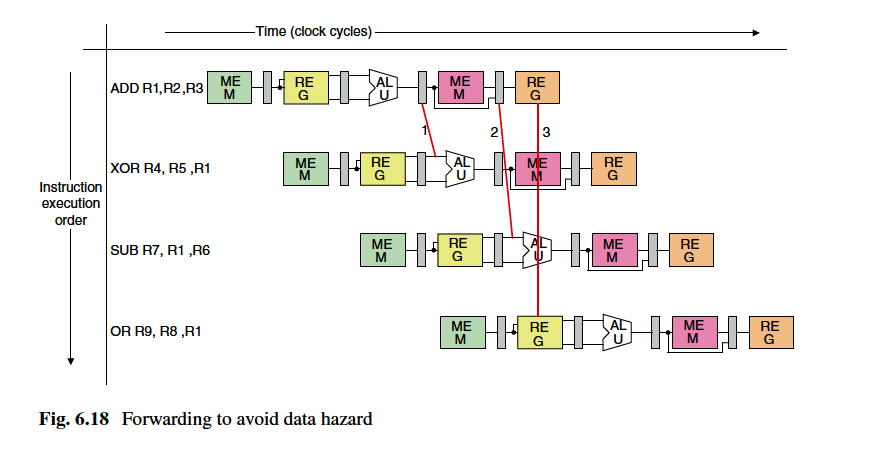 Time (clock cycles)
ADD R1,R2 ,R3
ME
M
RE
G
AL
U
ME
M
RE
G
1
2
3
XOR R4, R5 ,R1
ME
M
RE
G
AL
U
ME
M
RE
G
Instruction
execution
order
SUB R7, R1 ,R6
ME
M
RE
G
AL
U
ME
M
RE
G
OR R9, R8 ,R1
ME
M
RE
G
AL
U
ME
M
RE
G
Fig. 6.18 Forwarding to avoid data hazard